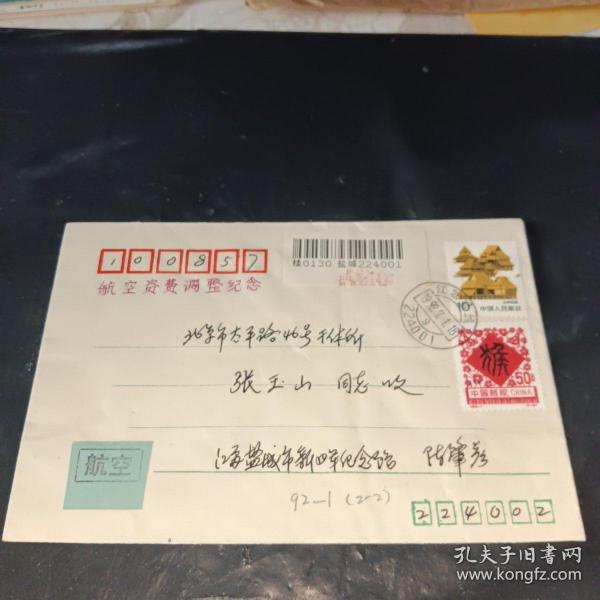 100857
航空资费调整纪念
挂0130 盐城224001
10分
中国人民邮政
江苏
224001
猴
50分
中国邮政 CHINA
北京市太平路46号干休所
张玉山 同志收
航空
江苏盐城市新四军纪念馆
92-1 (2-2)
224002
孔夫子旧书网
www.kongfz.com